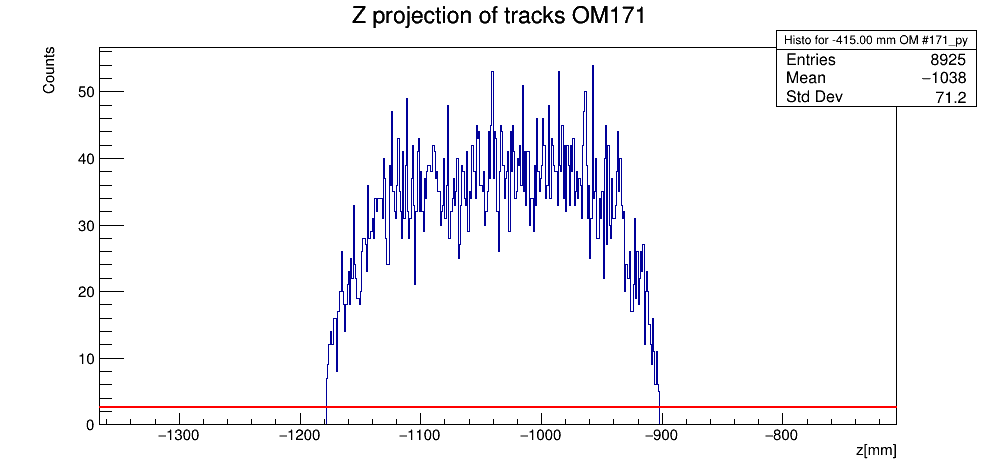 Z projection of tracks OM171
Histo for -415.00 mm OM #171_py
Entries 8925
Mean −1038
Std Dev 71.2
Counts
50
40
30
20
10
0
−1300 −1200 −1100 −1000 −900 −800
z[mm]